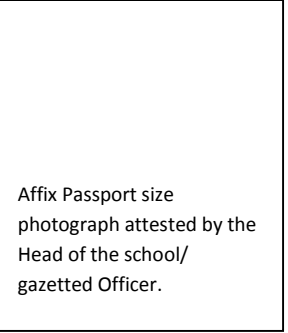 Affix Passport size
photograph attested by the
Head of the school/
gazetted Officer.